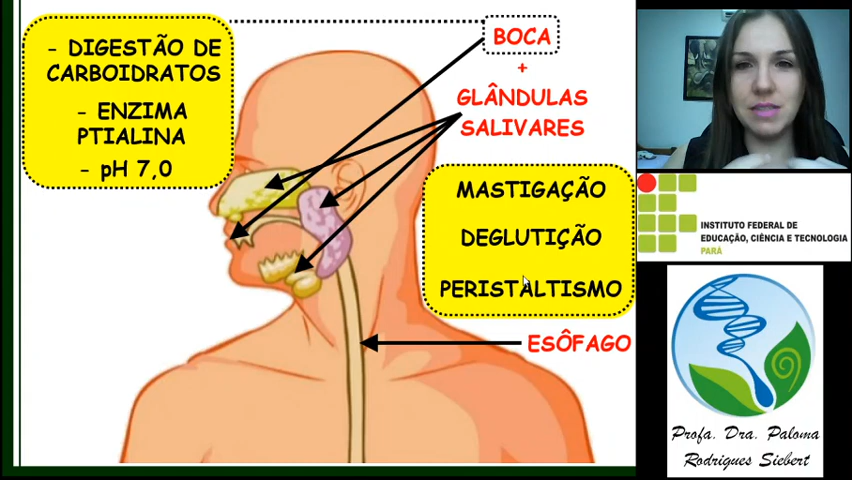 - DIGESTÃO DE
CARBOIDRATOS
- ENZIMA
PTIALINA
- pH 7,0
BOCA
+
GLÂNDULAS
SALIVARES
MASTIGAÇÃO
DEGLUTIÇÃO
PERISTALTISMO
ESÔFAGO
INSTITUTO FEDERAL DE
EDUCAÇÃO, CIÊNCIA E TECNOLOGIA
PARÁ
Profa. Dra. Paloma
Rodrigues Siebert